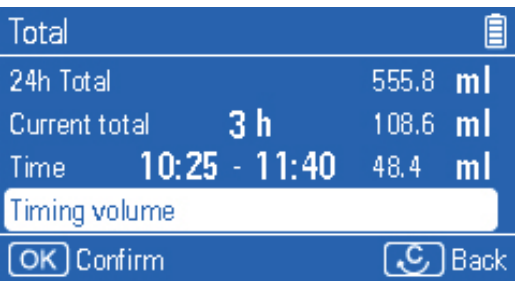 Total
24h Total 555.8 ml
Current total 3 h 108.6 ml
Time 10:25 - 11:40 48.4 ml
Timing volume
OK Confirm C Back